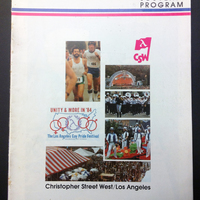 PROGRAM
CSW
UNITY & MORE IN '84
The Los Angeles Gay Pride Festival
Christopher Street West/Los Angeles